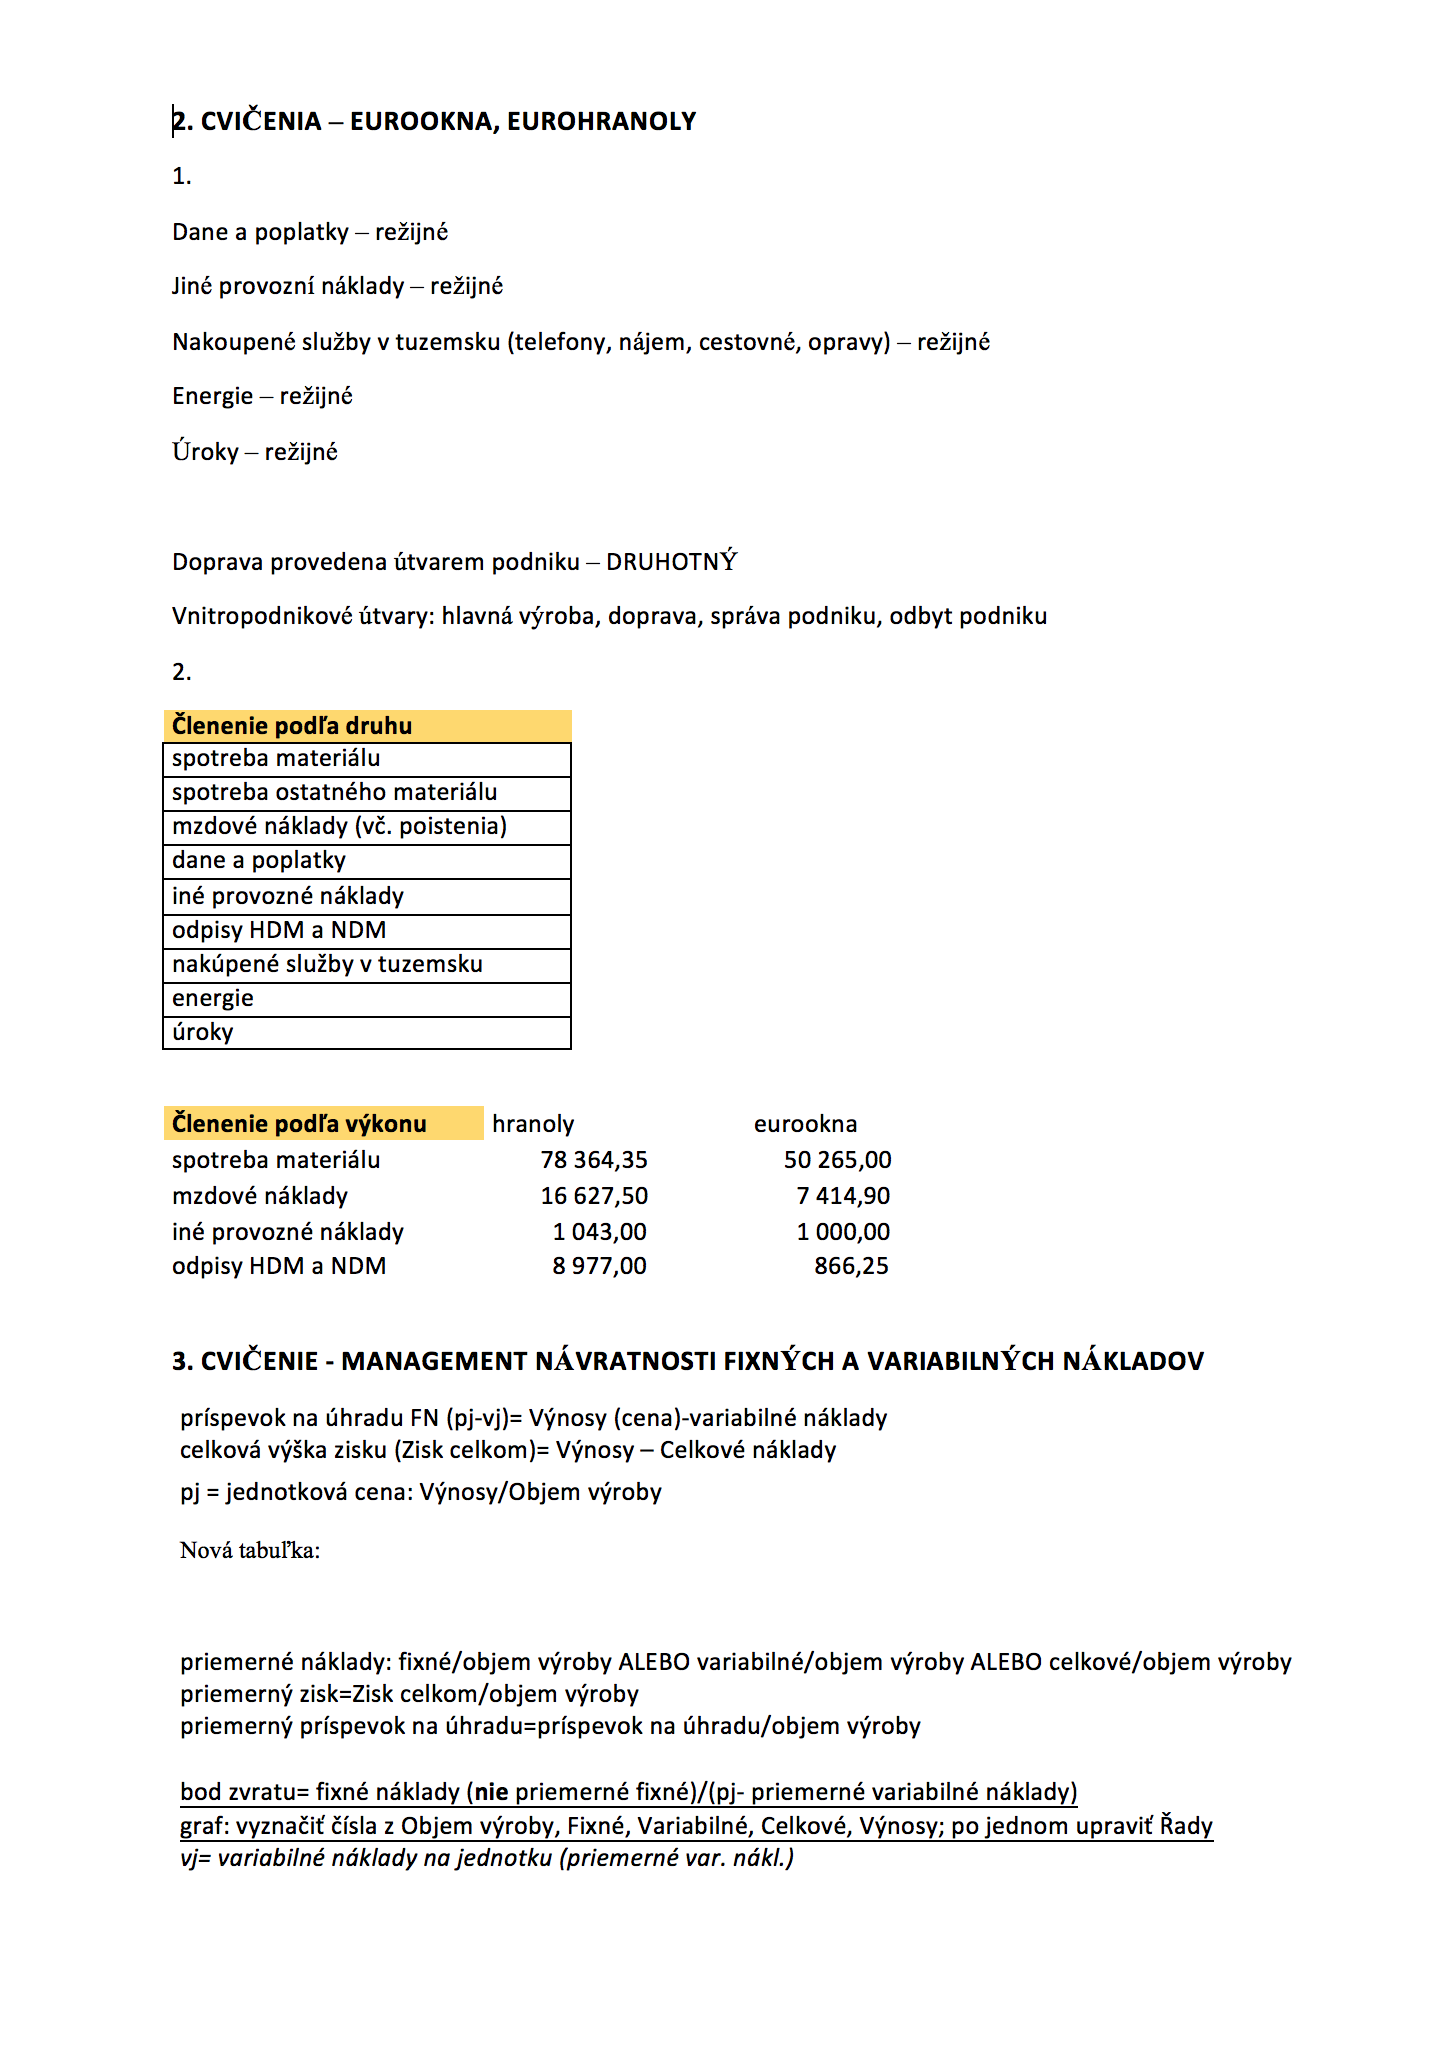 2. CVIČENIA – EUROOKNA, EUROHRANOLY
1.
Dane a poplatky – režijné
Jiné provozní náklady – režijné
Nakoupené služby v tuzemsku (telefony, nájem, cestovné, opravy) – režijné
Energie – režijné
Úroky – režijné
Doprava provedena útvarem podniku – DRUHOTNÝ
Vnitropodnikové útvary: hlavná výroba, doprava, správa podniku, odbyt podniku
2.
Členenie podľa druhu
spotreba materiálu
spotreba ostatného materiálu
mzdové náklady (vč. poistenia)
dane a poplatky
iné provozné náklady
odpisy HDM a NDM
nakúpené služby v tuzemsku
energie
úroky
Členenie podľa výkonu hranoly eurookna
spotreba materiálu 78 364,35 50 265,00
mzdové náklady 16 627,50 7 414,90
iné provozné náklady 1 043,00 1 000,00
odpisy HDM a NDM 8 977,00 866,25
3. CVIČENIE - MANAGEMENT NÁVRATNOSTI FIXNÝCH A VARIABILNÝCH NÁKLADOV
príspevok na úhradu FN (pj-vj)= Výnosy (cena)-variabilné náklady
celková výška zisku (Zisk celkom)= Výnosy – Celkové náklady
pj = jednotková cena: Výnosy/Objem výroby
Nová tabuľka:
priemerné náklady: fixné/objem výroby ALEBO variabilné/objem výroby ALEBO celkové/objem výroby
priemerný zisk=Zisk celkom/objem výroby
priemerný príspevok na úhradu=príspevok na úhradu/objem výroby
bod zvratu= fixné náklady (nie priemerné fixné)/(pj- priemerné variabilné náklady)
graf: vyznačiť čísla z Objem výroby, Fixné, Variabilné, Celkové, Výnosy; po jednom upraviť Řady
vj= variabilné náklady na jednotku (priemerné var. nákl.)